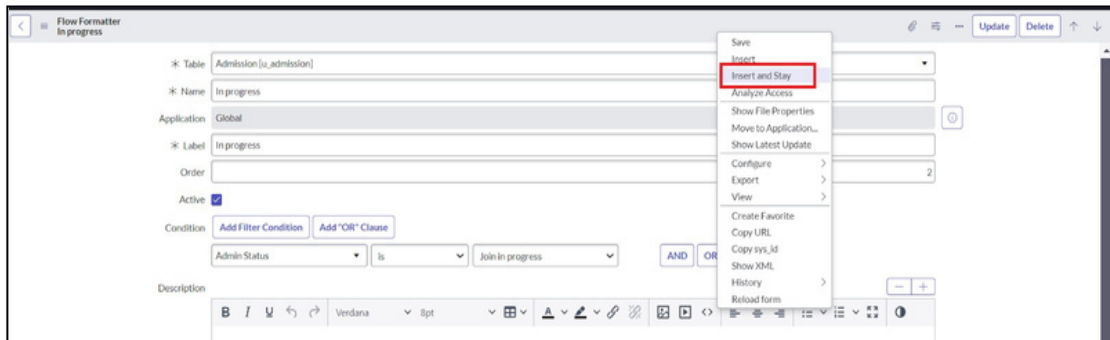 Flow Formatter
In progress
Update
Delete
Save
Insert
Insert and Stay
Analyze Access
Show File Properties
Move to Application...
Show Latest Update
Configure
Export
View
Create Favorite
Copy URL
Copy sys_id
Show XML
History
Reload form
* Table Admission [u_admission]
* Name In progress
Application Global
* Label In progress
Order 2
Active
Condition Add Filter Condition Add "OR" Clause
Admin Status is Join in progress AND OR
Description
B I U Verdana 8pt A